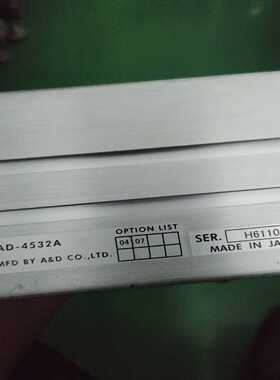 AD-4532A
OPTION LIST
04 07
SER. H6110
MFD BY A&D CO.,LTD.
MADE IN JA